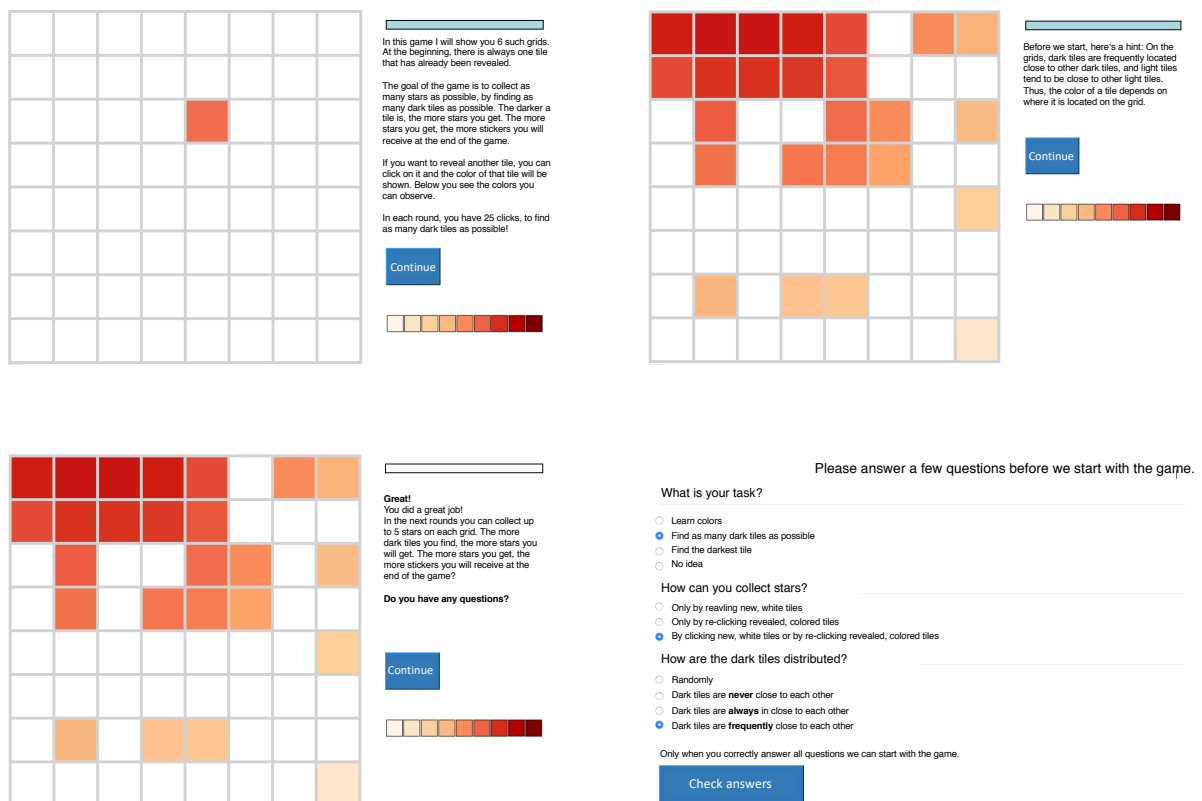 In this game I will show you 6 such grids.
At the beginning, there is always one tile
that has already been revealed.
The goal of the game is to collect as
many stars as possible, by finding as
many dark tiles as possible. The darker a
tile is, the more stars you get. The more
stars you get, the more stickers you will
receive at the end of the game.
If you want to reveal another tile, you can
click on it and the color of that tile will be
shown. Below you see the colors you
can observe.
In each round, you have 25 clicks, to find
as many dark tiles as possible!
Continue
Before we start, here's a hint: On the
grids, dark tiles are frequently located
close to other dark tiles, and light tiles
tend to be close to other light tiles.
Thus, the color of a tile depends on
where it is located on the grid.
Continue
Great!
You did a great job!
In the next rounds you can collect up
to 5 stars on each grid. The more
dark tiles you find, the more stars you
will get. The more stars you get, the
more stickers you will receive at the
end of the game?
Do you have any questions?
Continue
Please answer a few questions before we start with the game.
What is your task?
Learn colors
Find as many dark tiles as possible
Find the darkest tile
No idea
How can you collect stars?
Only by reavling new, white tiles
Only by re-clicking revealed, colored tiles
By clicking new, white tiles or by re-clicking revealed, colored tiles
How are the dark tiles distributed?
Randomly
Dark tiles are never close to each other
Dark tiles are always in close to each other
Dark tiles are frequently close to each other
Only when you correctly answer all questions we can start with the game.
Check answers